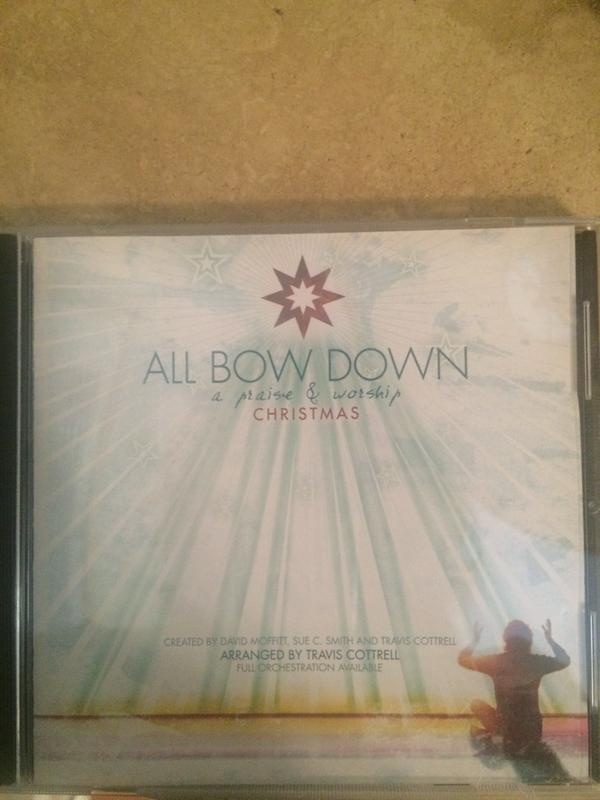 ALL BOW DOWN
a praise & worship
CHRISTMAS
CREATED BY DAVID MOFFITT, SUE C. SMITH AND TRAVIS COTTRELL
ARRANGED BY TRAVIS COTTRELL
FULL ORCHESTRATION AVAILABLE